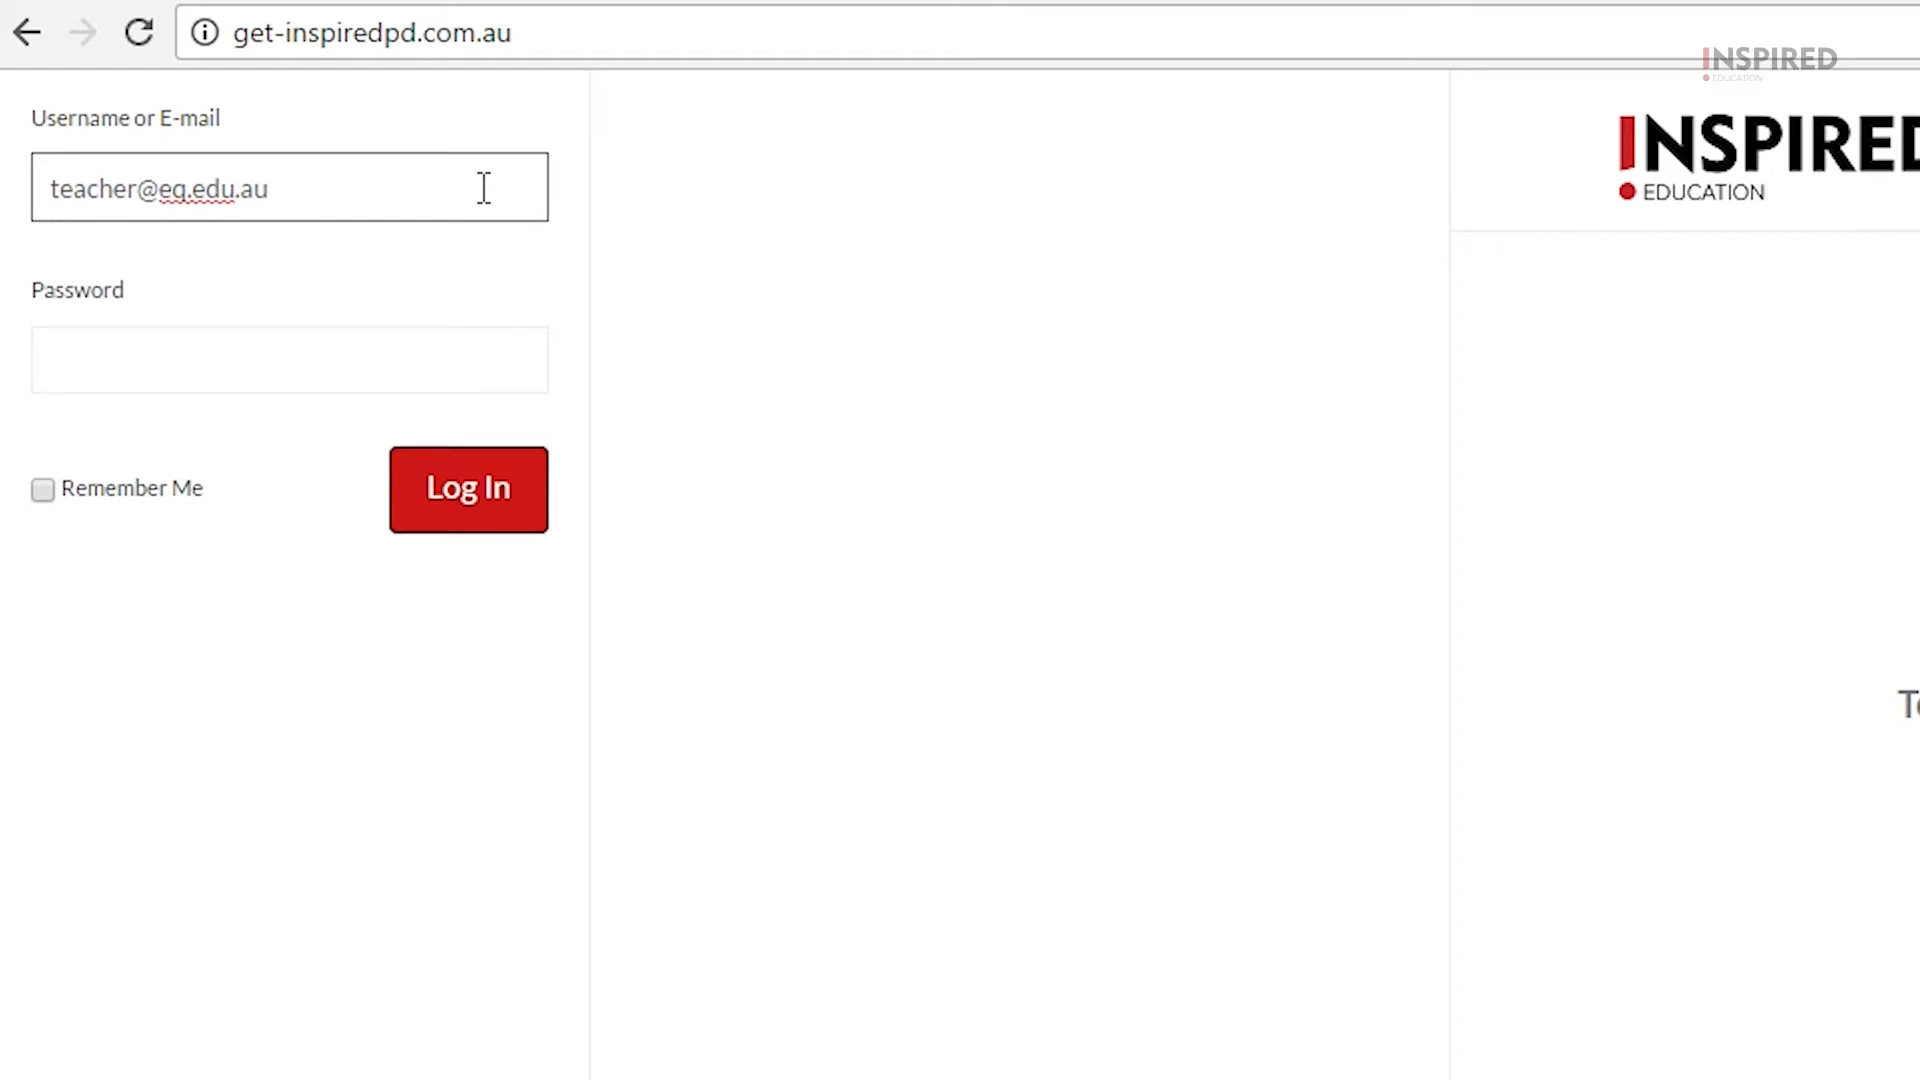 get-inspiredpd.com.au
INSPIRED
EDUCATION
Username or E-mail
INSPIRED
EDUCATION
teacher@eq.edu.au
Password
Remember Me
Log In